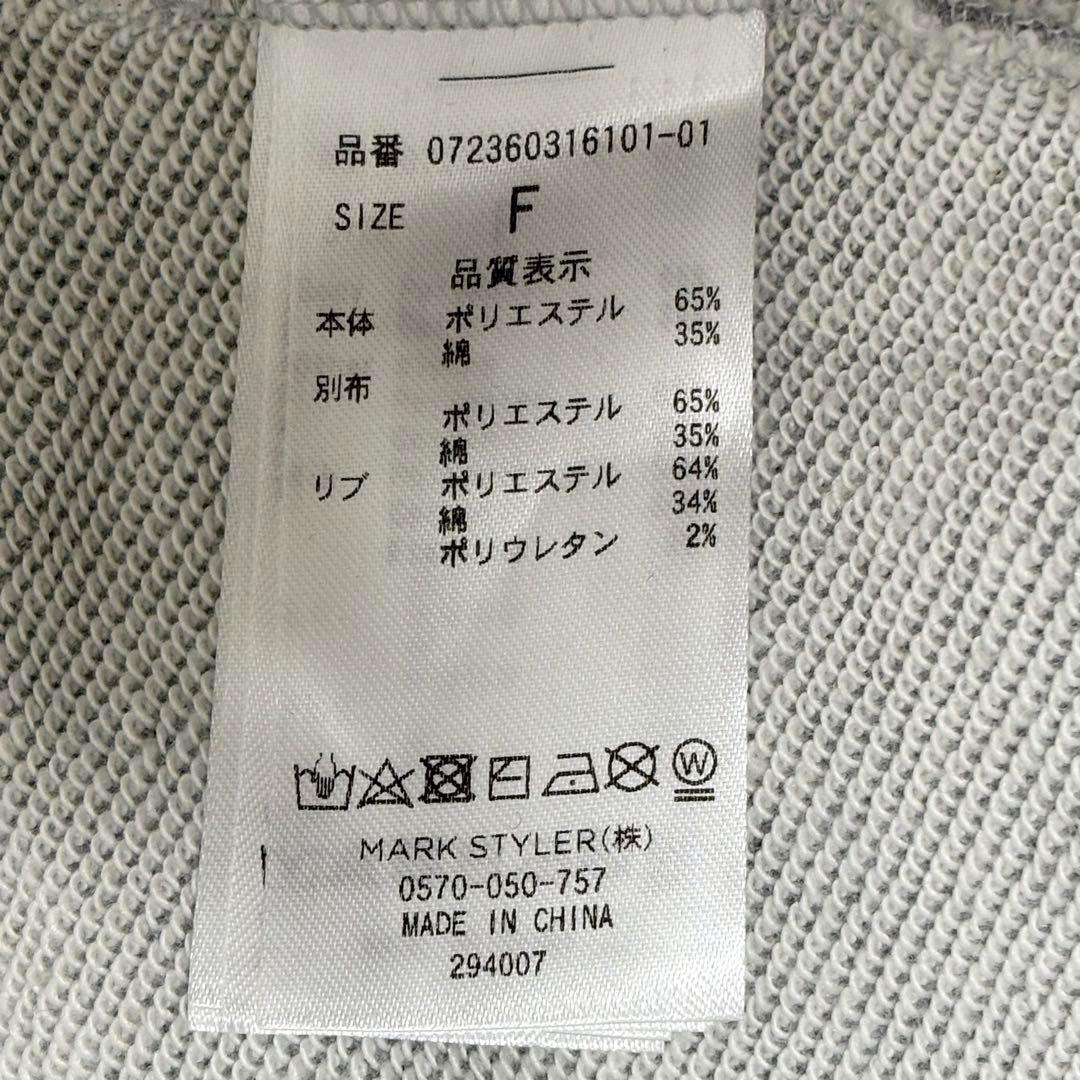 品番 072360316101-01
SIZE F
品質表示
本体 ポリエステル 65%
綿 35%
別布
ポリエステル 65%
綿 35%
リブ ポリエステル 64%
綿 34%
ポリウレタン 2%
W
MARK STYLER(株)
0570-050-757
MADE IN CHINA
294007